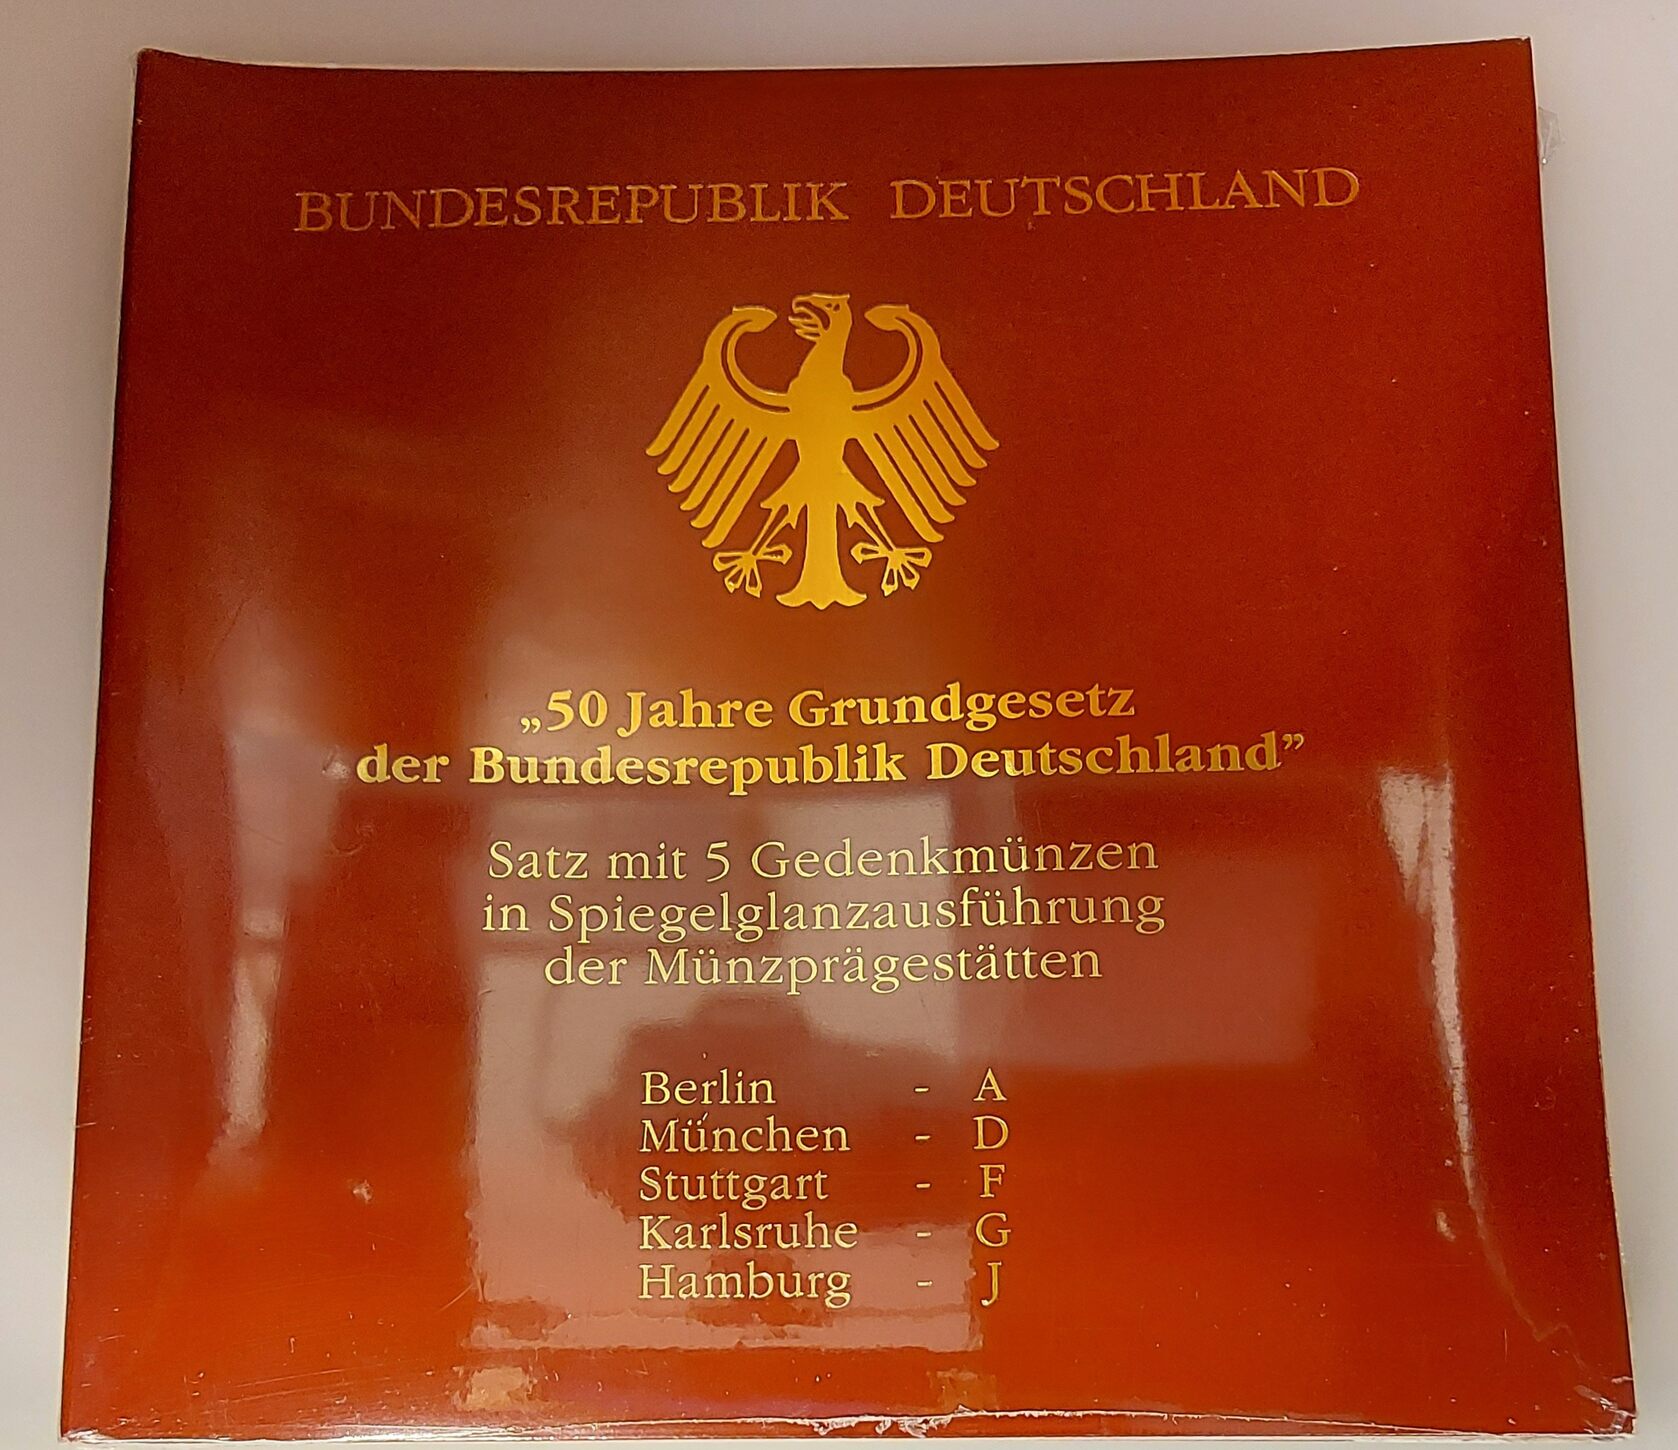 BUNDESREPUBLIK DEUTSCHLAND
„50 Jahre Grundgesetz
der Bundesrepublik Deutschland”
Satz mit 5 Gedenkmünzen
in Spiegelglanzausführung
der Münzprägestätten
Berlin - A
München - D
Stuttgart - F
Karlsruhe - G
Hamburg - J